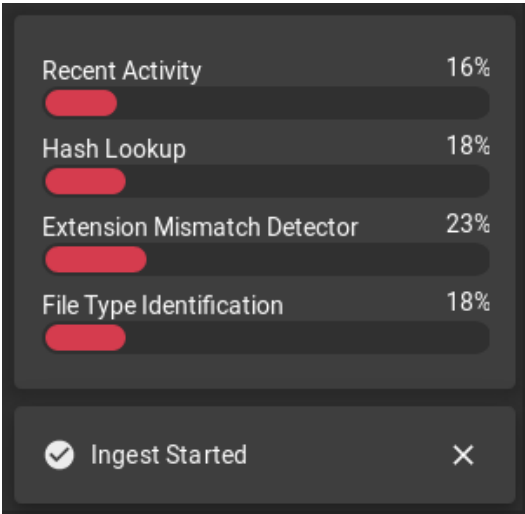 Recent Activity 16%
Hash Lookup 18%
Extension Mismatch Detector 23%
File Type Identification 18%
Ingest Started